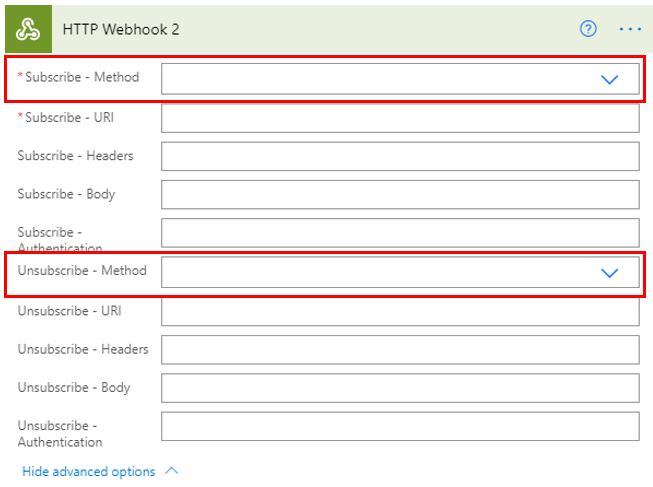 HTTP Webhook 2
* Subscribe - Method
* Subscribe - URI
Subscribe - Headers
Subscribe - Body
Subscribe -
Authentication
Unsubscribe - Method
Unsubscribe - URI
Unsubscribe - Headers
Unsubscribe - Body
Unsubscribe -
Authentication
Hide advanced options